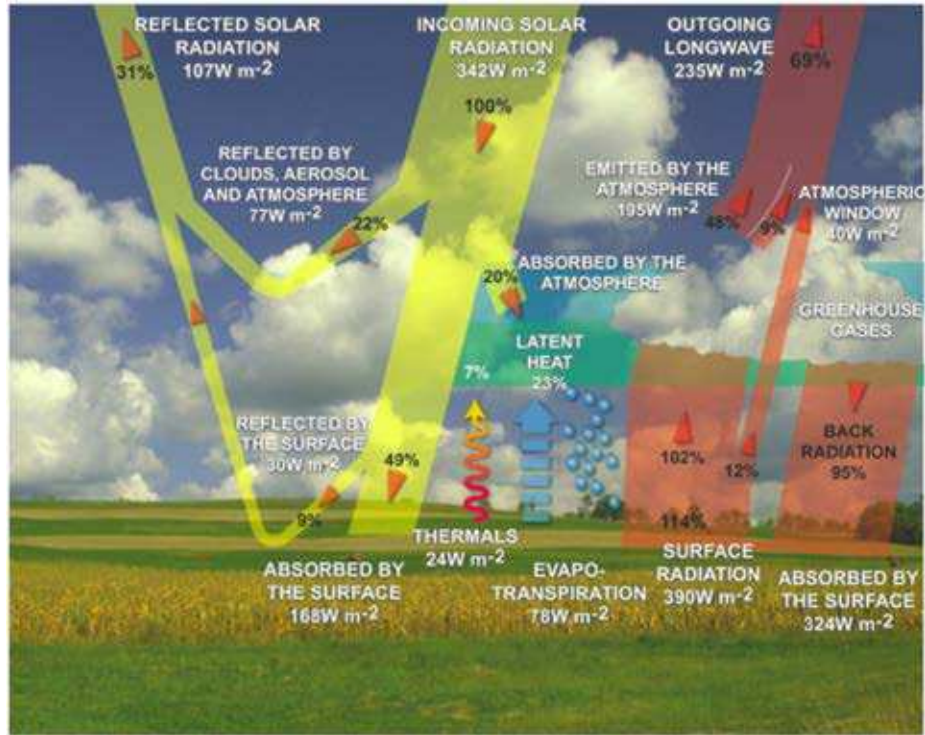 REFLECTED SOLAR
RADIATION
107W m-2
31%
INCOMING SOLAR
RADIATION
342W m-2
100%
OUTGOING
LONGWAVE
235W m-2
69%
REFLECTED BY
CLOUDS, AEROSOL
AND ATMOSPHERE
77W m-2
22%
EMITTED BY THE
ATMOSPHERE
195W m-2
48%
9%
ATMOSPHERIC
WINDOW
40W m-2
20%
ABSORBED BY THE
ATMOSPHERE
GREENHOUSE
GASES
LATENT
HEAT
23%
7%
REFLECTED BY
THE SURFACE
30W m-2
9%
49%
102%
12%
BACK
RADIATION
95%
114%
THERMALS
24W m-2
ABSORBED BY
THE SURFACE
168W m-2
EVAPO-
TRANSPIRATION
78W m-2
SURFACE
RADIATION
390W m-2
ABSORBED BY
THE SURFACE
324W m-2